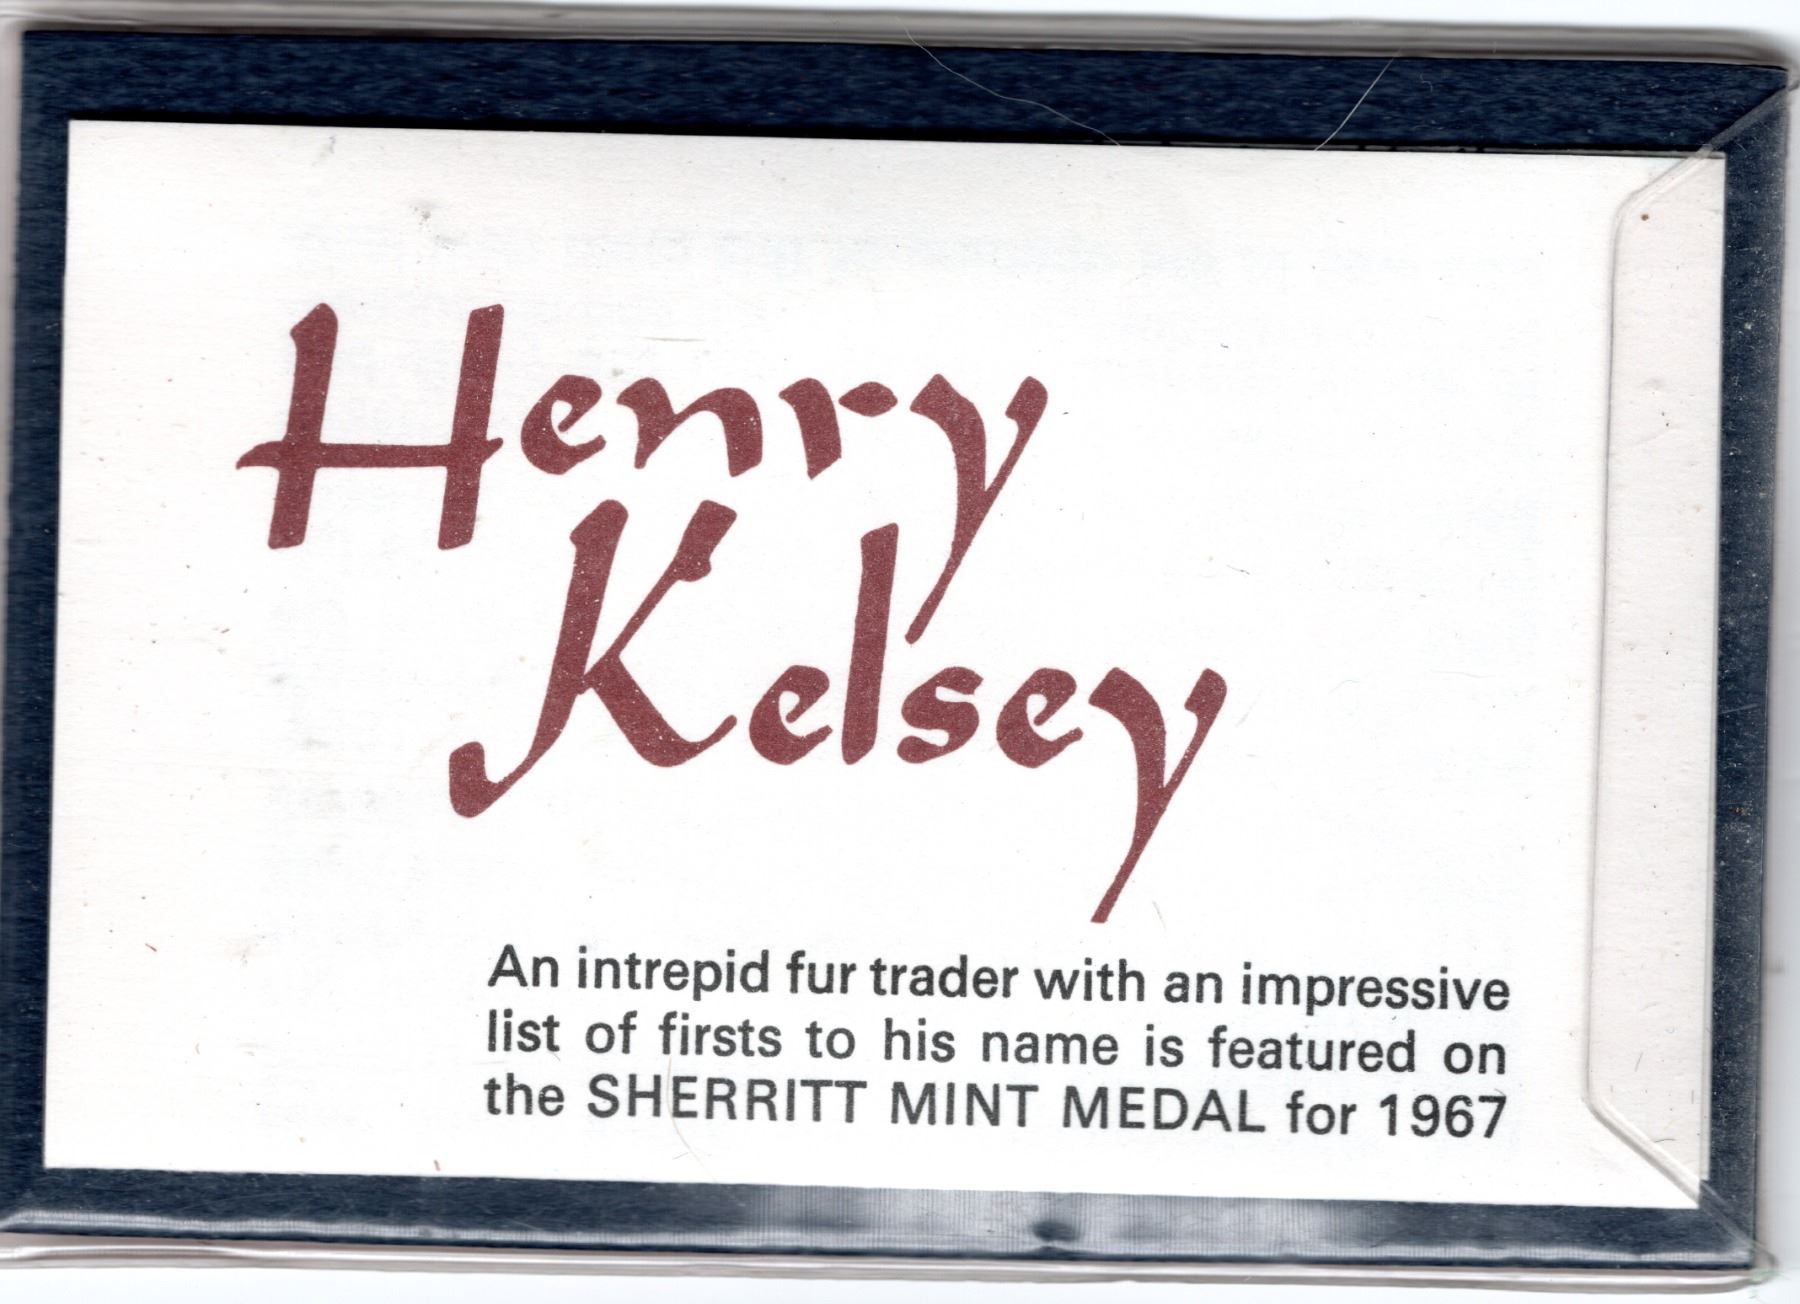 Henry
Kelsey
An intrepid fur trader with an impressive
list of firsts to his name is featured on
the SHERRITT MINT MEDAL for 1967